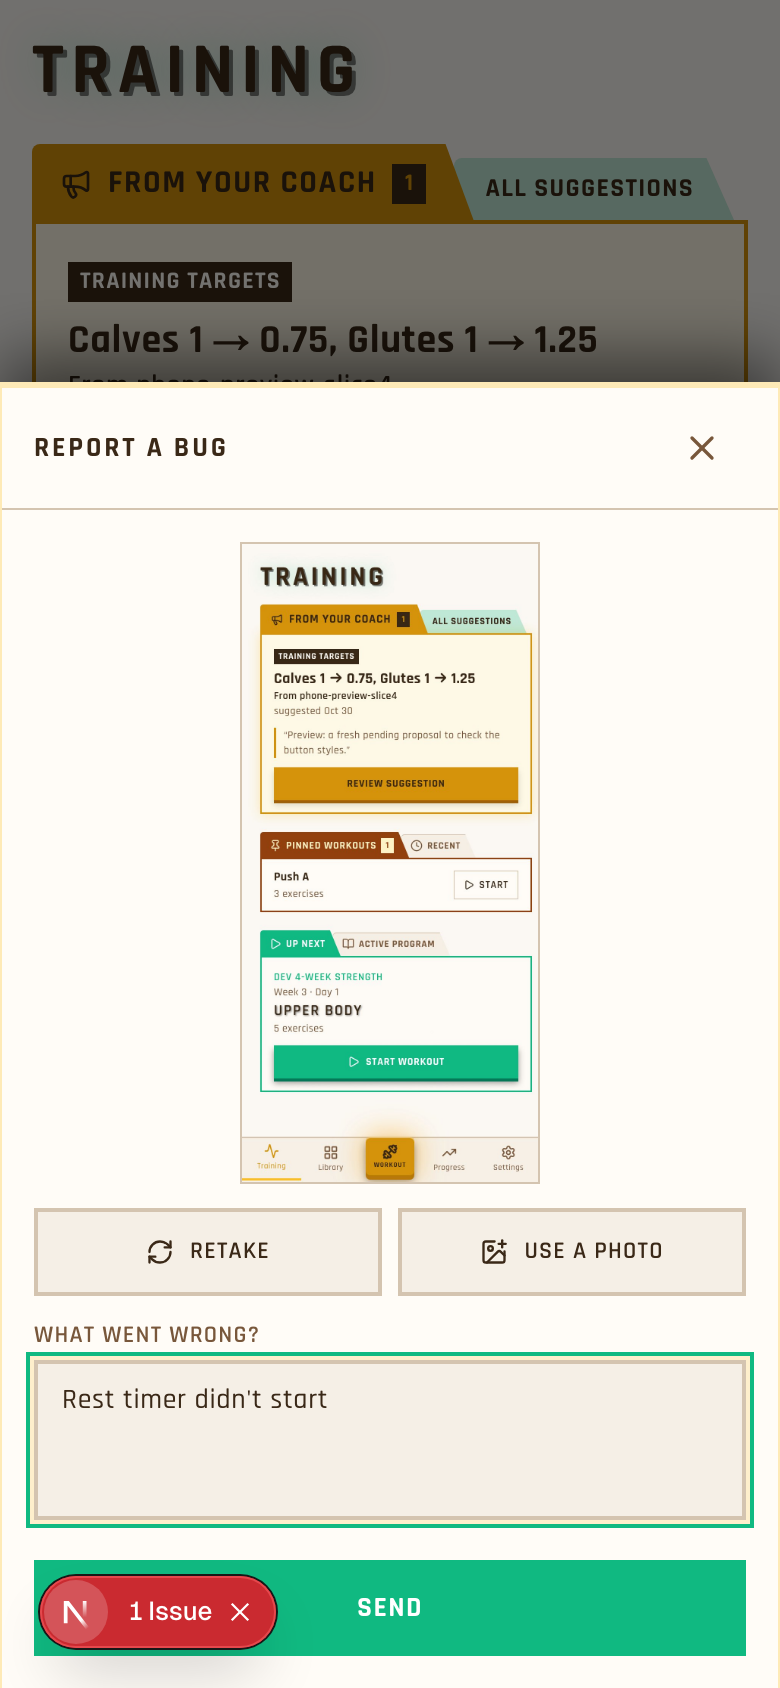 TRAINING
FROM YOUR COACH 1
ALL SUGGESTIONS
TRAINING TARGETS
Calves 1 → 0.75, Glutes 1 → 1.25
From phone-preview-slice4
REPORT A BUG
TRAINING
FROM YOUR COACH 1
ALL SUGGESTIONS
TRAINING TARGETS
Calves 1 → 0.75, Glutes 1 → 1.25
From phone-preview-slice4
suggested Oct 30
"Preview: a fresh pending proposal to check the
button styles."
REVIEW SUGGESTION
PINNED WORKOUTS 1
RECENT
Push A
3 exercises
START
UP NEXT
ACTIVE PROGRAM
DEV 4-WEEK STRENGTH
Week 3 · Day 1
UPPER BODY
5 exercises
START WORKOUT
Training
Library
WORKOUT
Progress
Settings
RETAKE
USE A PHOTO
WHAT WENT WRONG?
Rest timer didn't start
N 1 Issue
SEND